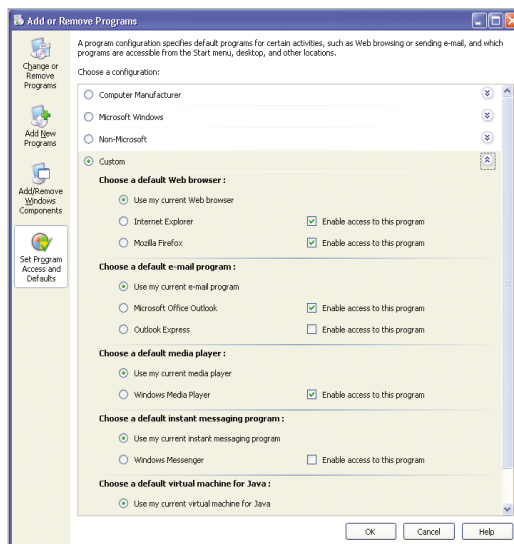 Add or Remove Programs
Change or
Remove
Programs
Add New
Programs
Add/Remove
Windows
Components
Set Program
Access and
Defaults
A program configuration specifies default programs for certain activities, such as Web browsing or sending e-mail, and which
programs are accessible from the Start menu, desktop, and other locations.
Choose a configuration:
Computer Manufacturer
Microsoft Windows
Non-Microsoft
Custom
Choose a default Web browser :
Use my current Web browser
Internet Explorer Enable access to this program
Mozilla Firefox Enable access to this program
Choose a default e-mail program :
Use my current e-mail program
Microsoft Office Outlook Enable access to this program
Outlook Express Enable access to this program
Choose a default media player :
Use my current media player
Windows Media Player Enable access to this program
Choose a default instant messaging program :
Use my current instant messaging program
Windows Messenger Enable access to this program
Choose a default virtual machine for Java :
Use my current virtual machine for Java
OK Cancel Help